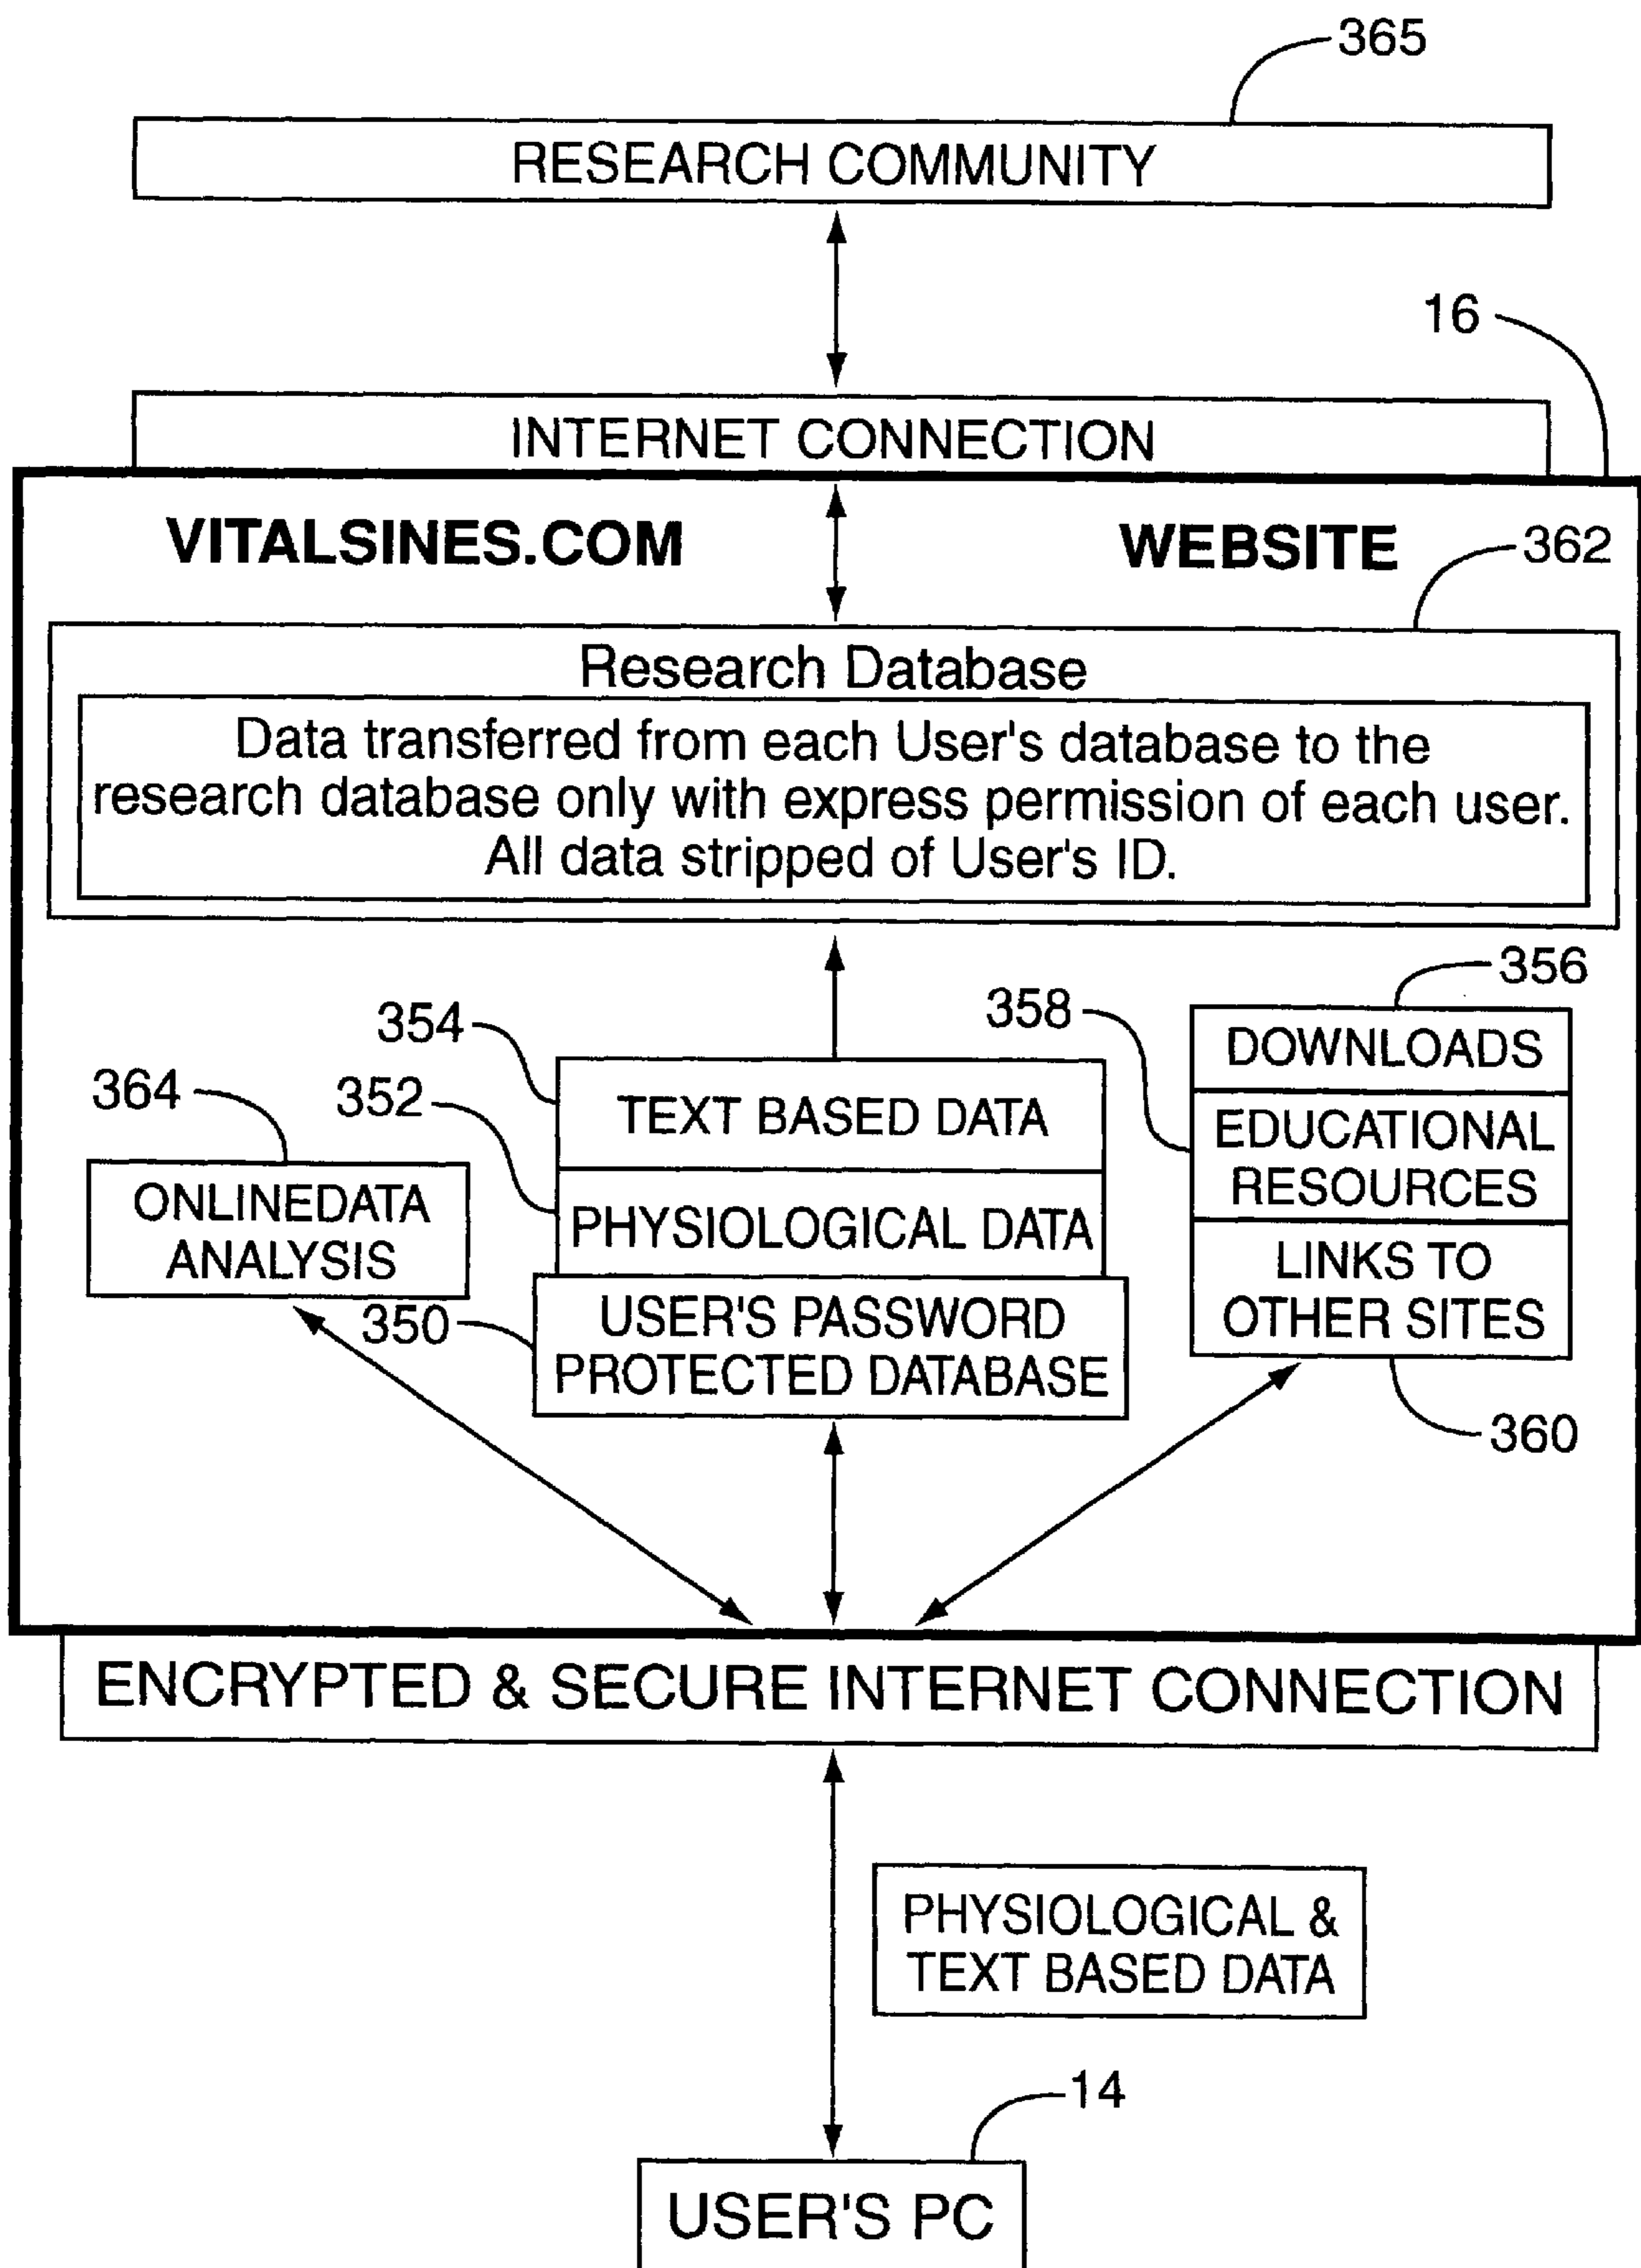 365
RESEARCH COMMUNITY
16
INTERNET CONNECTION
VITALSINES.COM WEBSITE
362
Research Database
Data transferred from each User's database to the
research database only with express permission of each user.
All data stripped of User's ID.
356
358
354
DOWNLOADS
364
352
TEXT BASED DATA
EDUCATIONAL
RESOURCES
ONLINEDATA
ANALYSIS
PHYSIOLOGICAL DATA
LINKS TO
OTHER SITES
350
USER'S PASSWORD
PROTECTED DATABASE
360
ENCRYPTED & SECURE INTERNET CONNECTION
PHYSIOLOGICAL &
TEXT BASED DATA
14
USER'S PC